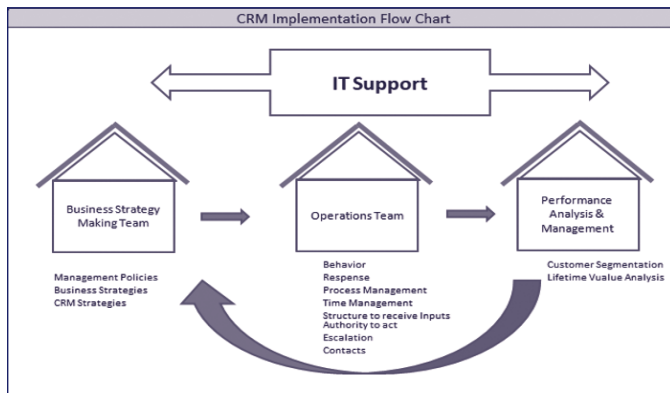 CRM Implementation Flow Chart
IT Support
Business Strategy
Making Team
Operations Team
Performance
Analysis &
Management
Management Policies
Business Strategies
CRM Strategies
Behavior
Response
Process Management
Time Management
Structure to receive Inputs
Authority to act
Escalation
Contacts
Customer Segmentation
Lifetime Vualue Analysis